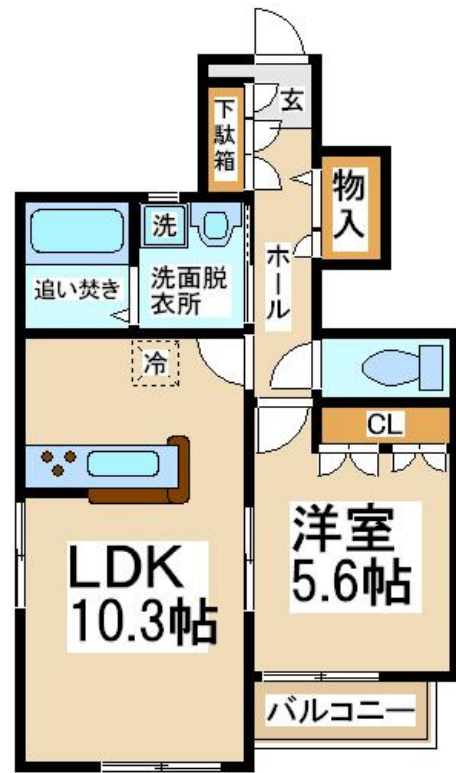 玄
下
駄
箱
物
入
洗
ホール
追い焚き
洗面脱
衣所
冷
CL
洋室
5.6帖
LDK
10.3帖
バルコニー